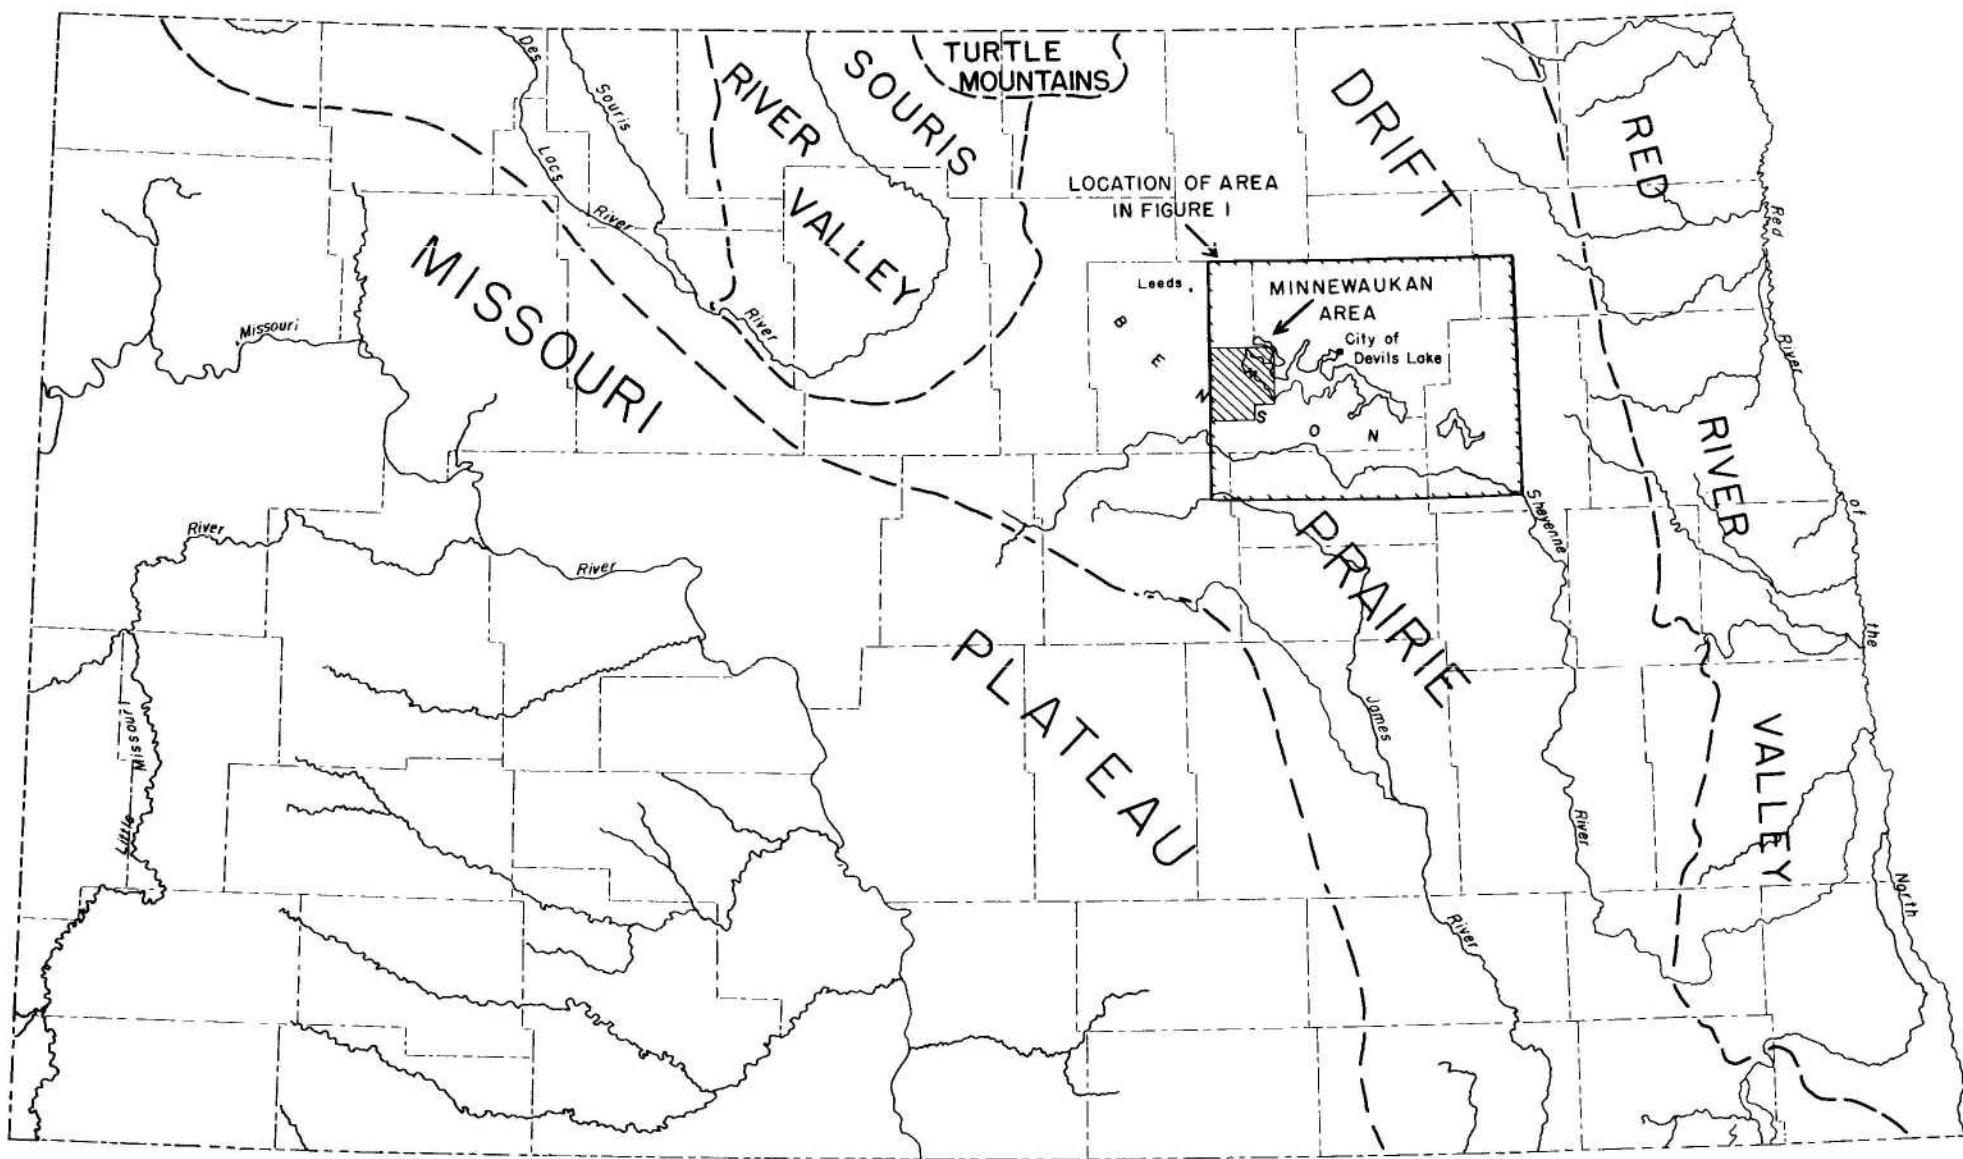 TURTLE
MOUNTAINS
SOURIS
RIVER
VALLEY
DRIFT
PRAIRIE
RED
RIVER
VALLEY
MISSOURI
PLATEAU
LOCATION OF AREA
IN FIGURE 1
Leeds
MINNEWAUKAN
AREA
City of
Devils Lake
BENSON
Des
Lacs
River
Souris
River
Missouri
River
River
Little
Missouri
Sheyenne
River
James
River
Red
River
of
the
North